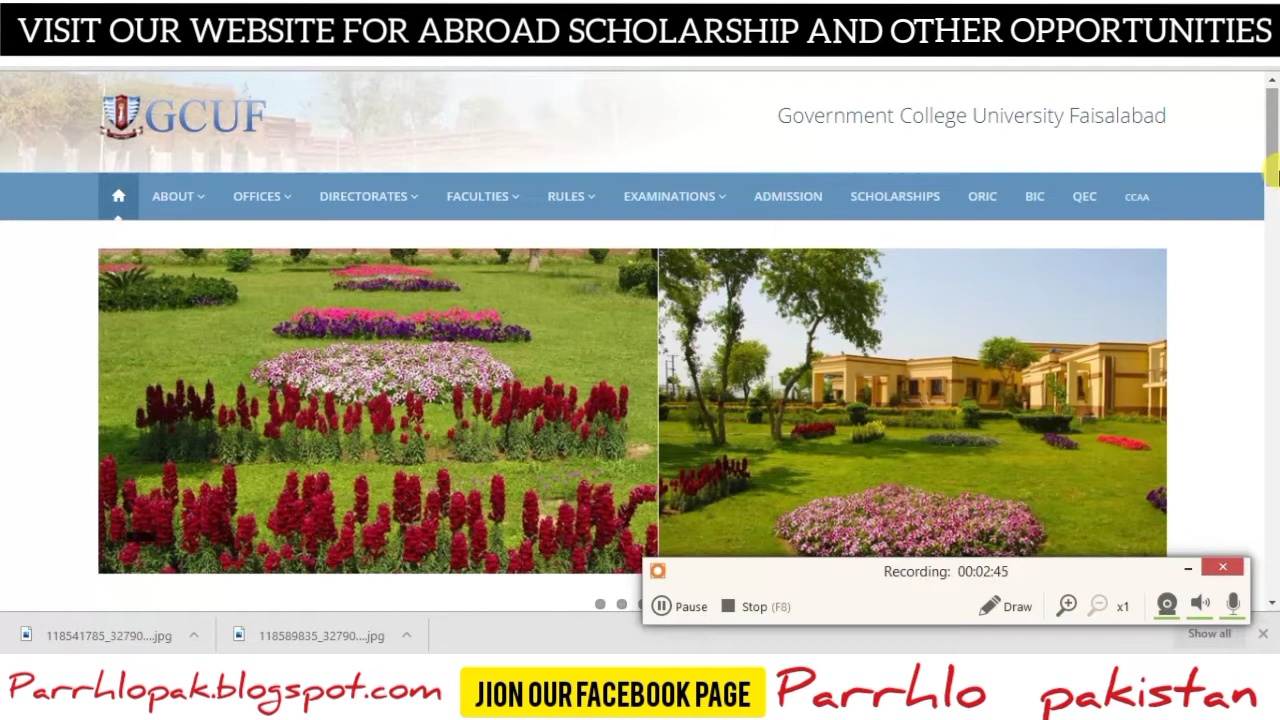 VISIT OUR WEBSITE FOR ABROAD SCHOLARSHIP AND OTHER OPPORTUNITIES
GCUF
Government College University Faisalabad
ABOUT OFFICES DIRECTORATES FACULTIES RULES EXAMINATIONS ADMISSION SCHOLARSHIPS ORIC BIC QEC CCAA
Recording: 00:02:45
Pause Stop (F8) Draw x1
118541785_32790....jpg 118589835_32790....jpg Show all
Parrhlopak.blogspot.com JION OUR FACEBOOK PAGE Parrhlo pakistan